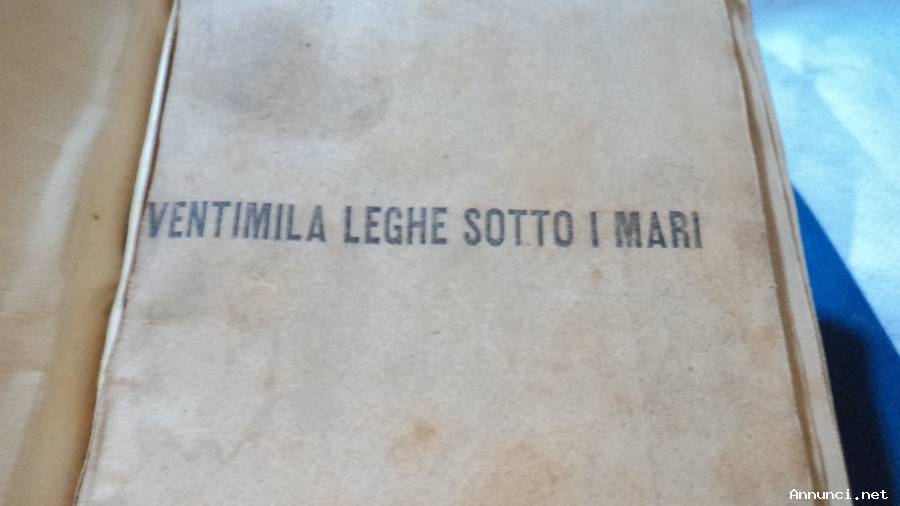 VENTIMILA LEGHE SOTTO I MARI
Annunci.net